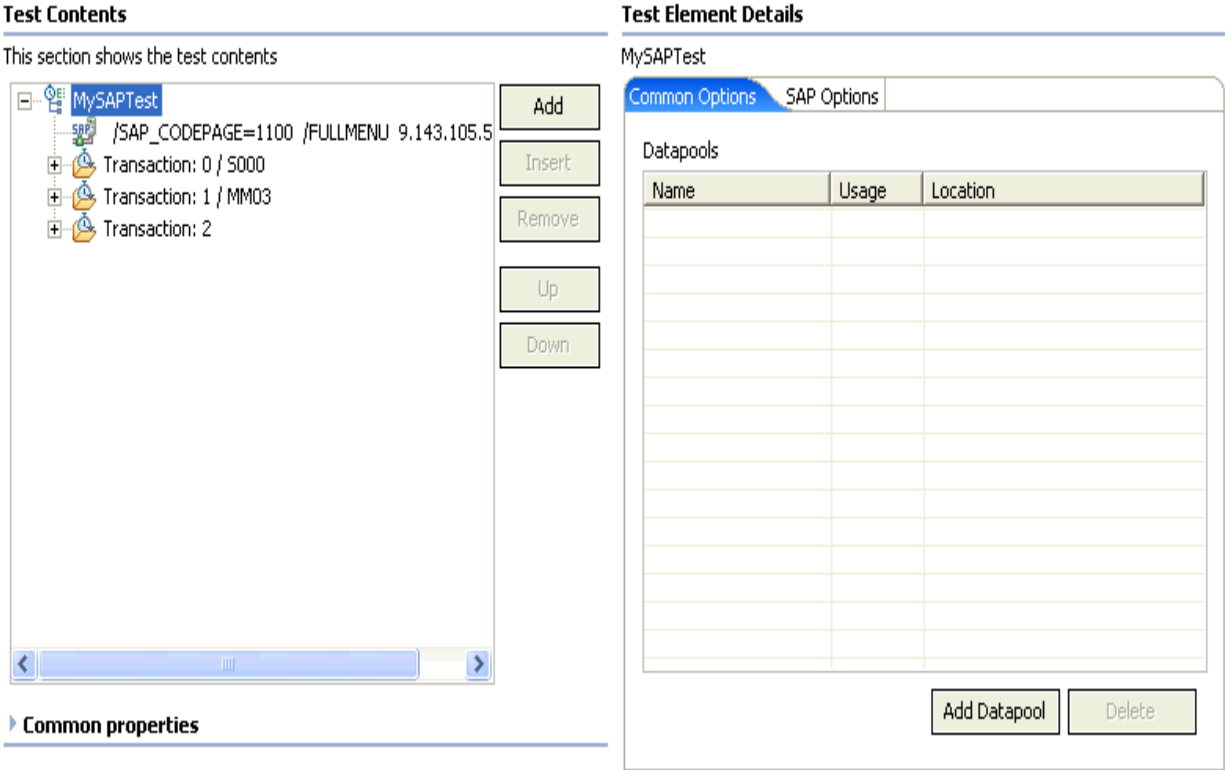 Test Contents
This section shows the test contents
MySAPTest
/SAP_CODEPAGE=1100 /FULLMENU 9.143.105.5
Transaction: 0 / S000
Transaction: 1 / MM03
Transaction: 2
Add
Insert
Remove
Up
Down
Common properties
Test Element Details
MySAPTest
Common Options SAP Options
Datapools
Name Usage Location
Add Datapool Delete